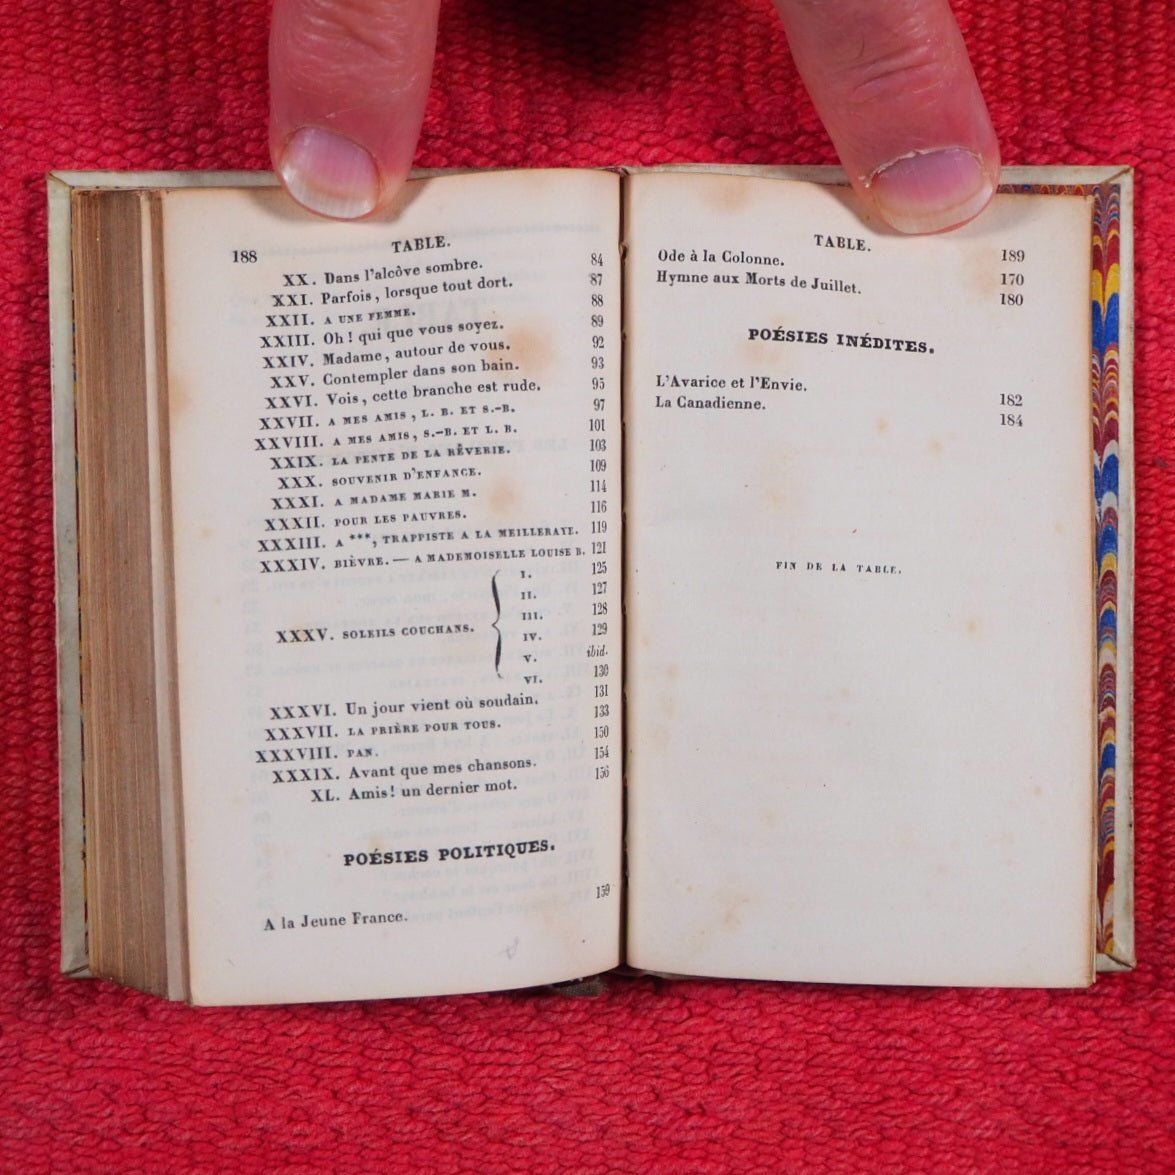 188 TABLE.
XX. Dans l'alcôve sombre. 84
XXI. Parfois, lorsque tout dort. 87
XXII. A UNE FEMME. 88
XXIII. Oh! qui que vous soyez. 89
XXIV. Madame, autour de vous. 92
XXV. Contempler dans son bain. 93
XXVI. Vois, cette branche est rude. 95
XXVII. A MES AMIS, L. B. ET S.-B. 97
XXVIII. A MES AMIS, S.-B. ET L. B. 101
XXIX. LA PENTE DE LA RÊVERIE. 103
XXX. SOUVENIR D'ENFANCE. 109
XXXI. A MADAME MARIE M. 114
XXXII. POUR LES PAUVRES. 116
XXXIII. A ***, TRAPPISTE A LA MEILLERAYE. 119
XXXIV. BIÈVRE. — A MADEMOISELLE LOUISE B. 121
I. 125
II. 127
III. 128
XXXV. SOLEILS COUCHANS. IV. 129
V. ibid.
VI. 130
XXXVI. Un jour vient où soudain. 131
XXXVII. LA PRIÈRE POUR TOUS. 133
XXXVIII. PAN. 150
XXXIX. Avant que mes chansons. 154
XL. Amis! un dernier mot. 156
POÉSIES POLITIQUES.
A la Jeune France. 159
TABLE. 189
Ode à la Colonne. 170
Hymne aux Morts de Juillet. 180
POÉSIES INÉDITES.
L'Avarice et l'Envie. 182
La Canadienne. 184
FIN DE LA TABLE.